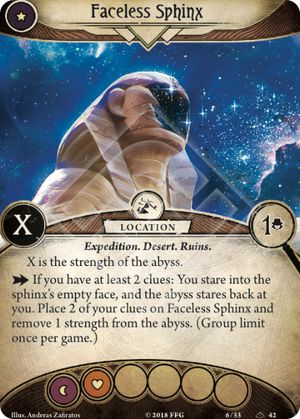 Faceless Sphinx
X
LOCATION
1
Expedition. Desert. Ruins.
X is the strength of the abyss.
If you have at least 2 clues: You stare into the
sphinx's empty face, and the abyss stares back at
you. Place 2 of your clues on Faceless Sphinx and
remove 1 strength from the abyss. (Group limit
once per game.)
Illus. Andreas Zafiratos
© 2018 FFG
6/33
42